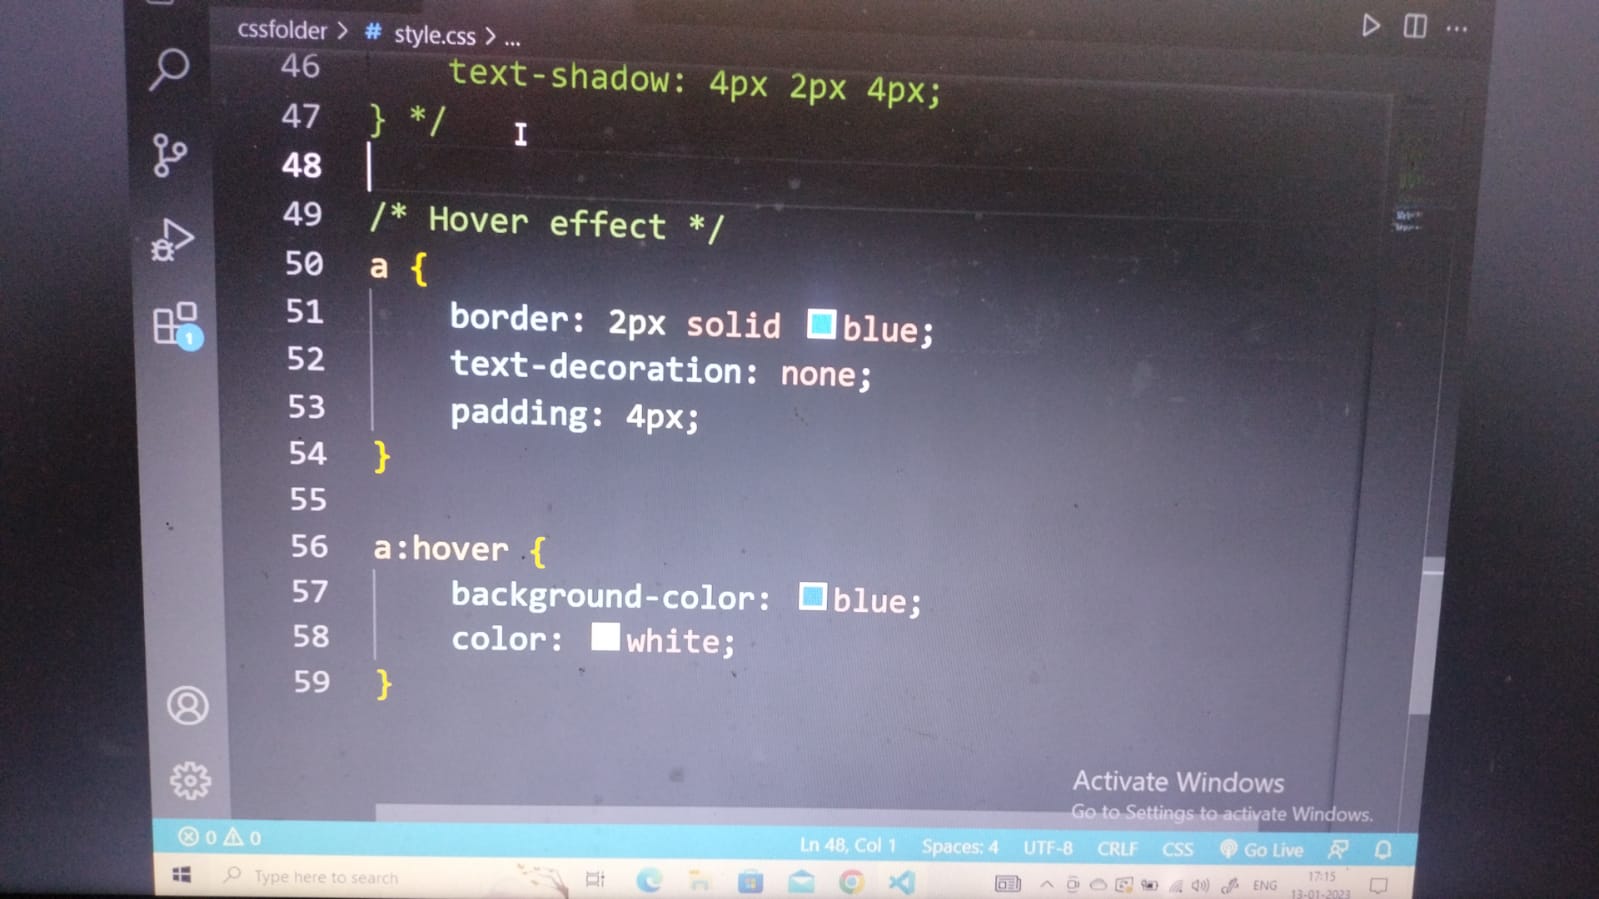 cssfolder > # style.css > ...
46 text-shadow: 4px 2px 4px;
47 } */
48
49 /* Hover effect */
50 a {
51 border: 2px solid blue;
52 text-decoration: none;
53 padding: 4px;
54 }
55
56 a:hover {
57 background-color: blue;
58 color: white;
59 }
1
Activate Windows
Go to Settings to activate Windows.
0 0 Ln 48, Col 1 Spaces: 4 UTF-8 CRLF CSS Go Live
Type here to search ENG 17:15
13-01-2023